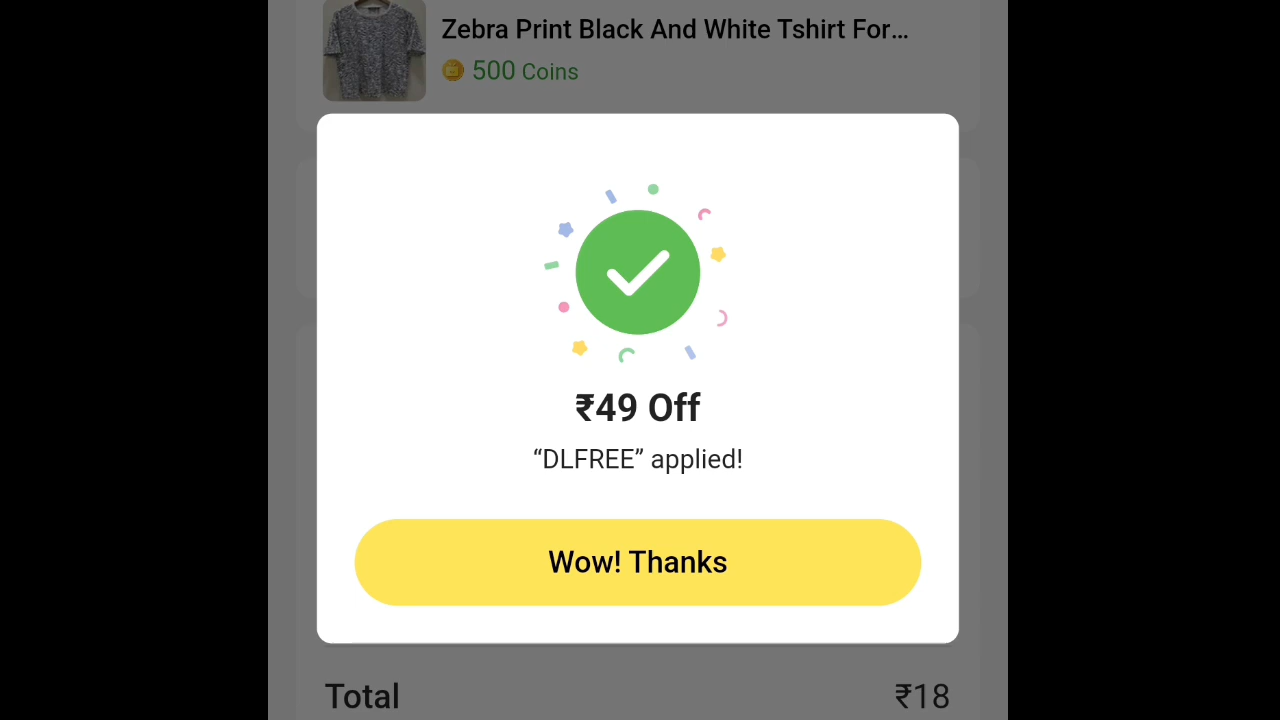 Zebra Print Black And White Tshirt For...
500 Coins
₹49 Off
“DLFREE” applied!
Wow! Thanks
Total ₹18